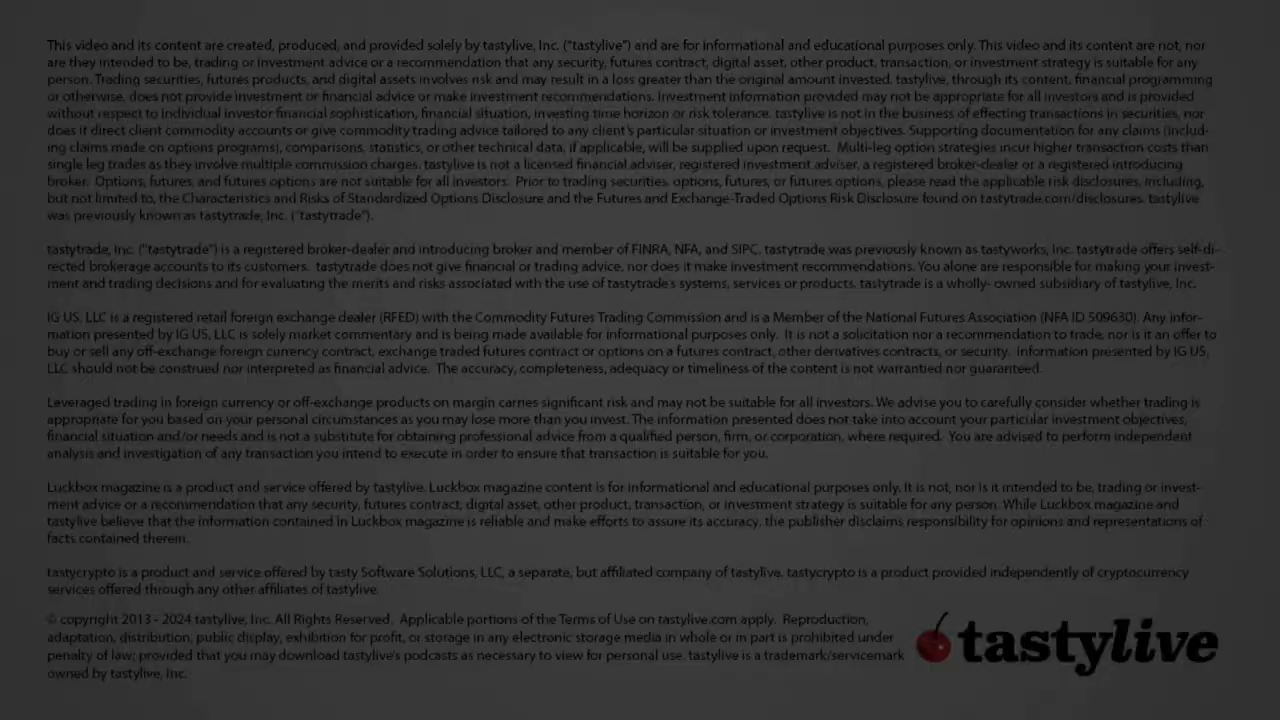 This video and its content are created, produced, and provided solely by tastylive, Inc. (“tastylive”) and are for informational and educational purposes only. This video and its content are not, nor
are they intended to be, trading or investment advice or a recommendation that any security, futures contract, digital asset, other product, transaction, or investment strategy is suitable for any
person. Trading securities, futures products, and digital assets involves risk and may result in a loss greater than the original amount invested. tastylive, through its content, financial programming
or otherwise, does not provide investment or financial advice or make investment recommendations. Investment information provided may not be appropriate for all investors and is provided
without respect to individual investor financial sophistication, financial situation, investing time horizon or risk tolerance. tastylive is not in the business of effecting transactions in securities, nor
does it direct client commodity accounts or give commodity trading advice tailored to any client’s particular situation or investment objectives. Supporting documentation for any claims (includ-
ing claims made on options programs), comparisons, statistics, or other technical data, if applicable, will be supplied upon request. Multi-leg option strategies incur higher transaction costs than
single leg trades as they involve multiple commission charges. tastylive is not a licensed financial adviser, registered investment adviser, a registered broker-dealer or a registered introducing
broker. Options, futures, and futures options are not suitable for all investors. Prior to trading securities, options, futures, or futures options, please read the applicable risk disclosures, including,
but not limited to, the Characteristics and Risks of Standardized Options Disclosure and the Futures and Exchange-Traded Options Risk Disclosure found on tastytrade.com/disclosures. tastylive
was previously known as tastytrade, Inc. (“tastytrade”).
tastytrade, Inc. (“tastytrade”) is a registered broker-dealer and introducing broker and member of FINRA, NFA, and SIPC. tastytrade was previously known as tastyworks, Inc. tastytrade offers self-di-
rected brokerage accounts to its customers. tastytrade does not give financial or trading advice, nor does it make investment recommendations. You alone are responsible for making your invest-
ment and trading decisions and for evaluating the merits and risks associated with the use of tastytrade’s systems, services or products. tastytrade is a wholly- owned subsidiary of tastylive, Inc.
IG US, LLC is a registered retail foreign exchange dealer (RFED) with the Commodity Futures Trading Commission and is a Member of the National Futures Association (NFA ID 509630). Any infor-
mation presented by IG US, LLC is solely market commentary and is being made available for informational purposes only. It is not a solicitation nor a recommendation to trade, nor is it an offer to
buy or sell any off-exchange foreign currency contract, exchange traded futures contract or options on a futures contract, other derivatives contracts, or security. Information presented by IG US,
LLC should not be construed nor interpreted as financial advice. The accuracy, completeness, adequacy or timeliness of the content is not warrantied nor guaranteed.
Leveraged trading in foreign currency or off-exchange products on margin carries significant risk and may not be suitable for all investors. We advise you to carefully consider whether trading is
appropriate for you based on your personal circumstances as you may lose more than you invest. The information presented does not take into account your particular investment objectives,
financial situation and/or needs and is not a substitute for obtaining professional advice from a qualified person, firm, or corporation, where required. You are advised to perform independent
analysis and investigation of any transaction you intend to execute in order to ensure that transaction is suitable for you.
Luckbox magazine is a product and service offered by tastylive. Luckbox magazine content is for informational and educational purposes only. It is not, nor is it intended to be, trading or invest-
ment advice or a recommendation that any security, futures contract, digital asset, other product, transaction, or investment strategy is suitable for any person. While Luckbox magazine and
tastylive believe that the information contained in Luckbox magazine is reliable and make efforts to assure its accuracy, the publisher disclaims responsibility for opinions and representations of
facts contained therein.
tastycrypto is a product and service offered by tasty Software Solutions, LLC, a separate, but affiliated company of tastylive. tastycrypto is a product provided independently of cryptocurrency
services offered through any other affiliates of tastylive.
© copyright 2013 - 2024 tastylive, Inc. All Rights Reserved. Applicable portions of the Terms of Use on tastylive.com apply. Reproduction,
adaptation, distribution, public display, exhibition for profit, or storage in any electronic storage media in whole or in part is prohibited under
penalty of law; provided that you may download tastylive’s podcasts as necessary to view for personal use. tastylive is a trademark/servicemark
owned by tastylive, Inc.
tastylive